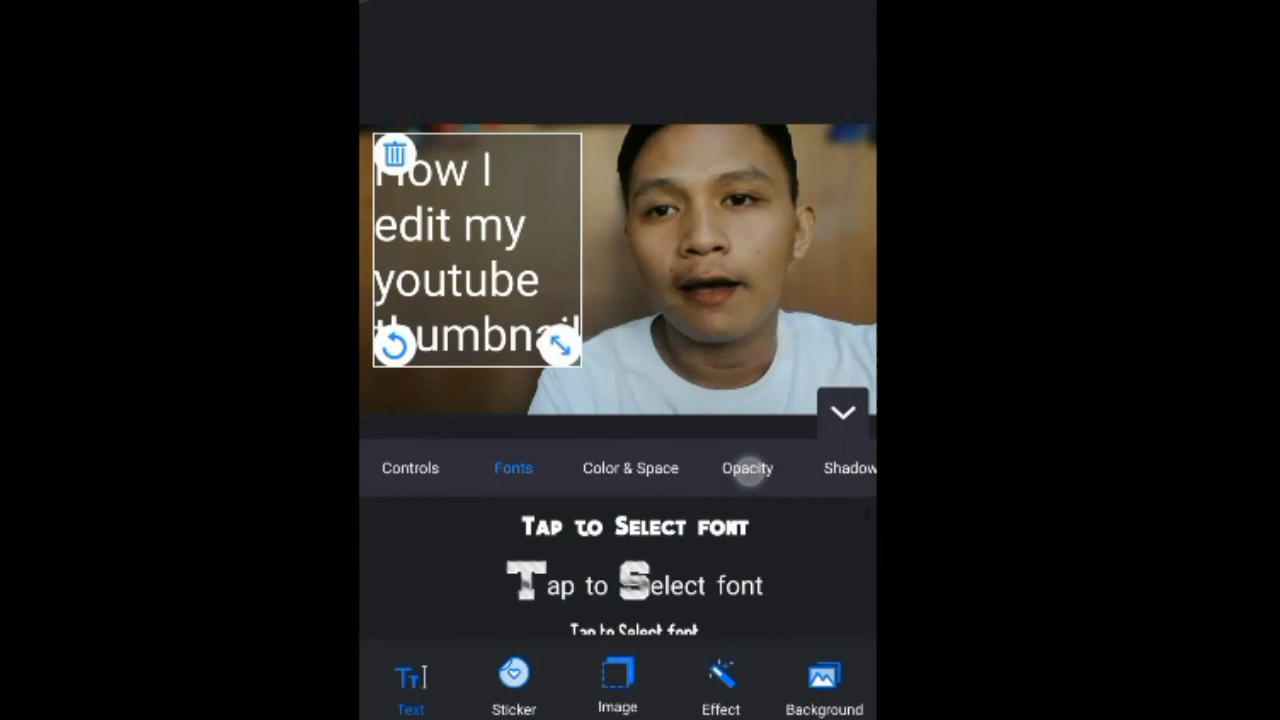 How I
edit my
youtube
thumbnail
Controls Fonts Color & Space Opacity Shadow
Tap to Select font
Tap to Select font
Tap to Select font
Text Sticker Image Effect Background